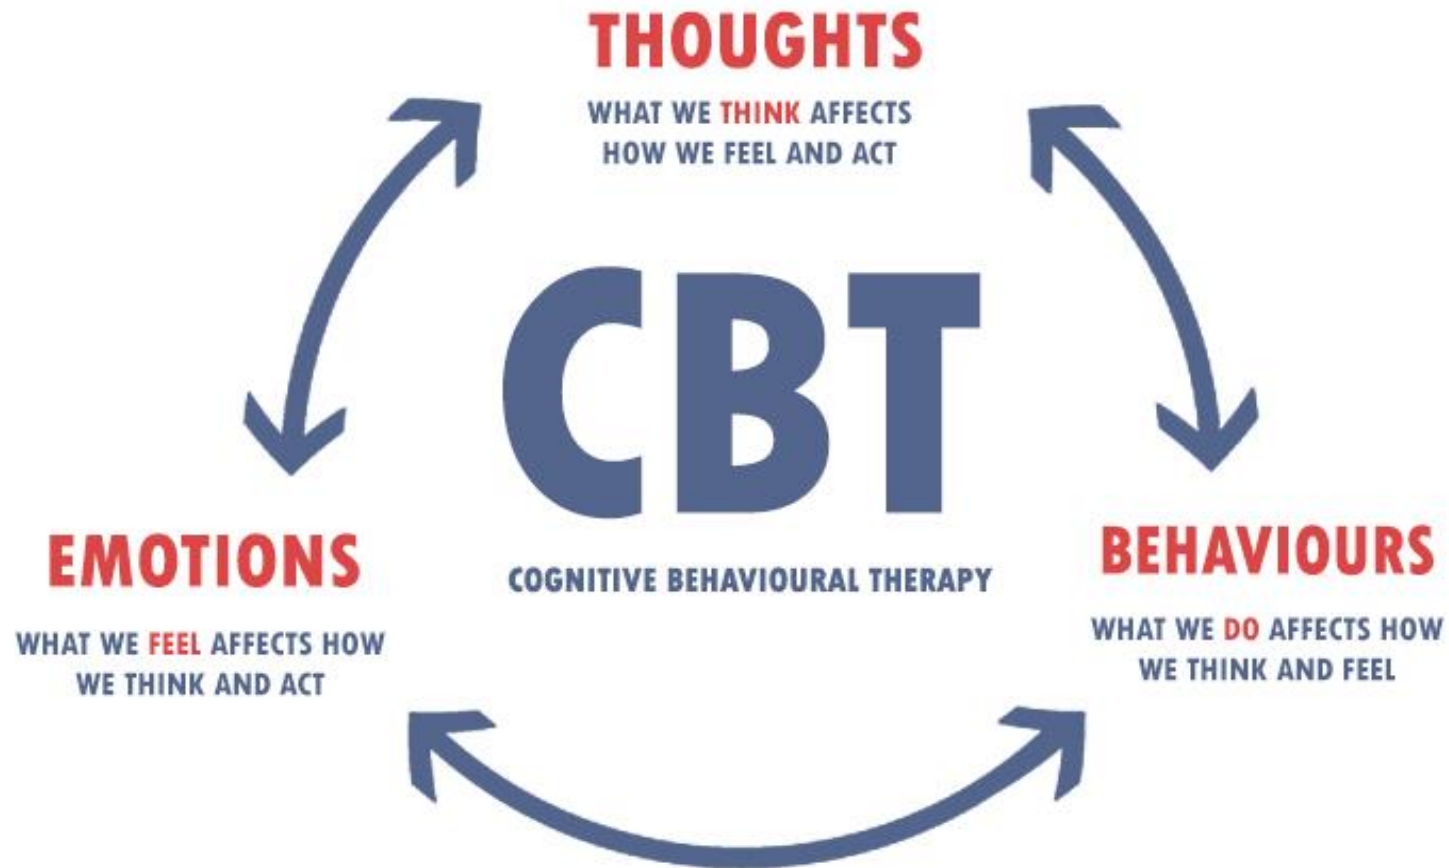 THOUGHTS
WHAT WE THINK AFFECTS
HOW WE FEEL AND ACT
CBT
COGNITIVE BEHAVIOURAL THERAPY
EMOTIONS
WHAT WE FEEL AFFECTS HOW
WE THINK AND ACT
BEHAVIOURS
WHAT WE DO AFFECTS HOW
WE THINK AND FEEL